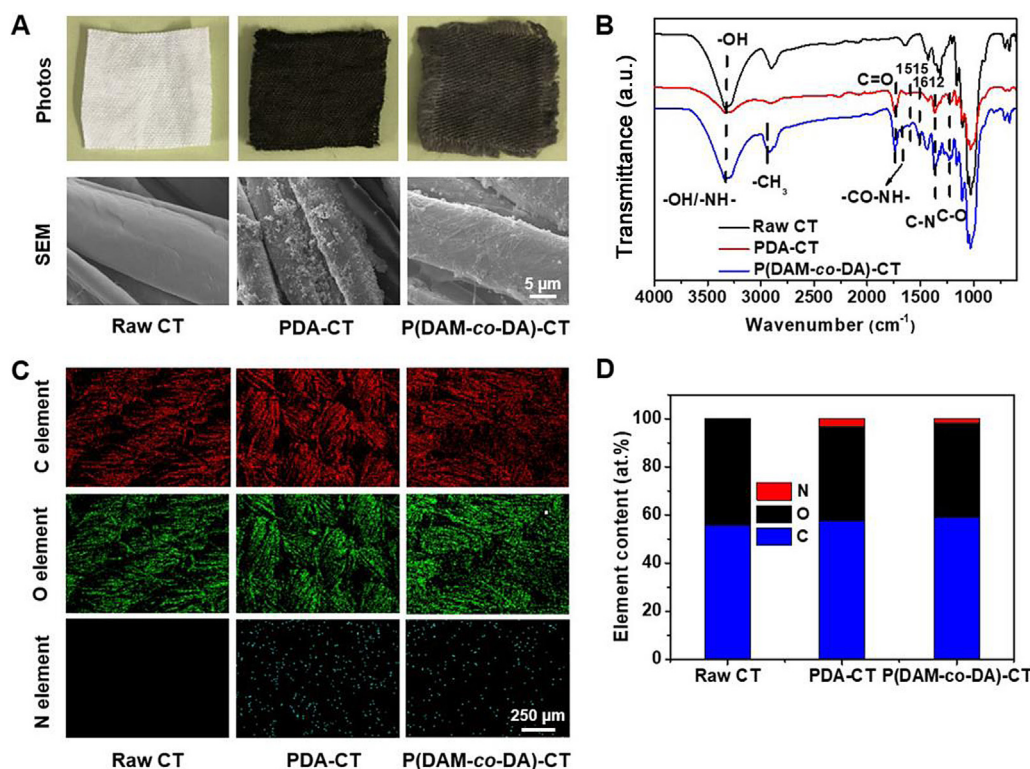 A
Photos
SEM
5 µm
Raw CT
PDA-CT
P(DAM-co-DA)-CT
B
Transmittance (a.u.)
-OH
C=O
1515
1612
-CH3
-OH/-NH-
-CO-NH-
C-N
C-O
Raw CT
PDA-CT
P(DAM-co-DA)-CT
4000 3500 3000 2500 2000 1500 1000
Wavenumber (cm-1)
C
C element
O element
N element
250 µm
Raw CT
PDA-CT
P(DAM-co-DA)-CT
D
Element content (at.%)
100
80
60
40
20
0
N
O
C
Raw CT
PDA-CT
P(DAM-co-DA)-CT